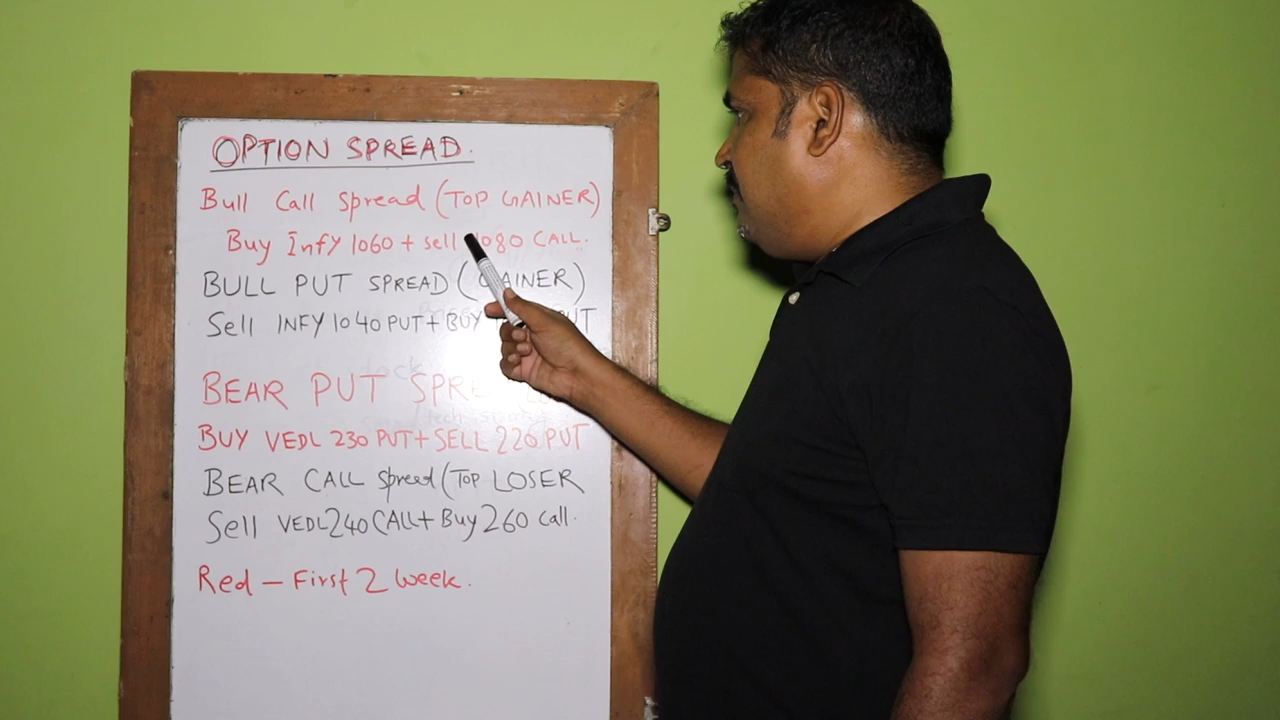 OPTION SPREAD.
Bull Call Spread (TOP GAINER)
Buy InfY 1060 + sell 1080 CALL.
BULL PUT SPREAD (GAINER)
Sell INFY 1040 PUT + BUY PUT
BEAR PUT
BUY VEDL 230 PUT + SELL 220 PUT
BEAR CALL Spread (TOP LOSER
Sell VEDL 240 CALL + Buy 260 call.
Red – First 2 week.